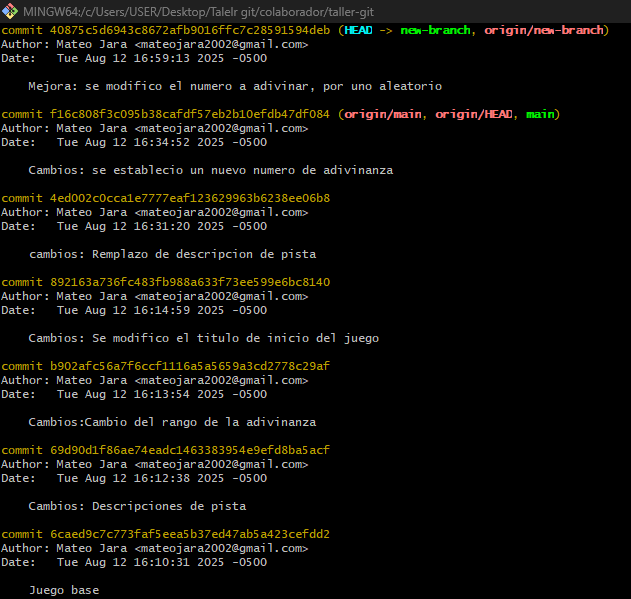 MINGW64:/c/Users/USER/Desktop/Talelr git/colaborador/taller-git
commit 40875c5d6943c8672afb9016ffc7c28591594deb (HEAD -> new-branch, origin/new-branch)
Author: Mateo Jara <mateojara2002@gmail.com>
Date:   Tue Aug 12 16:59:13 2025 -0500
Mejora: se modifico el numero a adivinar, por uno aleatorio
commit f16c808f3c095b38cafdf57eb2b10efdb47df084 (origin/main, origin/HEAD, main)
Author: Mateo Jara <mateojara2002@gmail.com>
Date:   Tue Aug 12 16:34:52 2025 -0500
Cambios: se establecio un nuevo numero de adivinanza
commit 4ed002c0cca1e7777eaf123629963b6238ee06b8
Author: Mateo Jara <mateojara2002@gmail.com>
Date:   Tue Aug 12 16:31:20 2025 -0500
cambios: Remplazo de descripcion de pista
commit 892163a736fc483fb988a633f73ee599e6bc8140
Author: Mateo Jara <mateojara2002@gmail.com>
Date:   Tue Aug 12 16:14:59 2025 -0500
Cambios: Se modifico el titulo de inicio del juego
commit b902afc56a7f6ccf1116a5a5659a3cd2778c29af
Author: Mateo Jara <mateojara2002@gmail.com>
Date:   Tue Aug 12 16:13:54 2025 -0500
Cambios:Cambio del rango de la adivinanza
commit 69d90d1f86ae74eadc1463383954e9efd8ba5acf
Author: Mateo Jara <mateojara2002@gmail.com>
Date:   Tue Aug 12 16:12:38 2025 -0500
Cambios: Descripciones de pista
commit 6caed9c7c773faf5eea5b37ed47ab5a423cefdd2
Author: Mateo Jara <mateojara2002@gmail.com>
Date:   Tue Aug 12 16:10:31 2025 -0500
Juego base